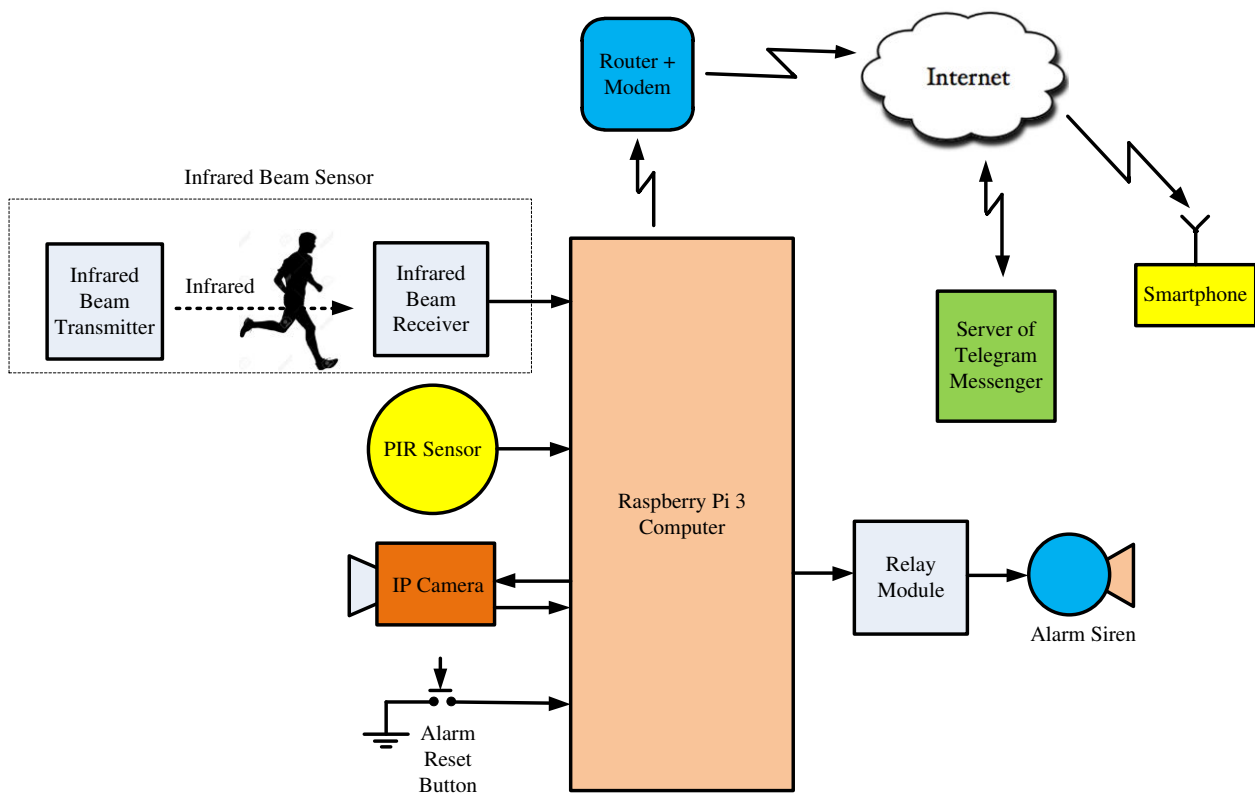 Router +
Modem
Internet
Infrared Beam Sensor
Infrared
Beam
Transmitter
Infrared
Infrared
Beam
Receiver
Smartphone
Server of
Telegram
Messenger
PIR Sensor
Raspberry Pi 3
Computer
IP Camera
Relay
Module
Alarm Siren
Alarm
Reset
Button